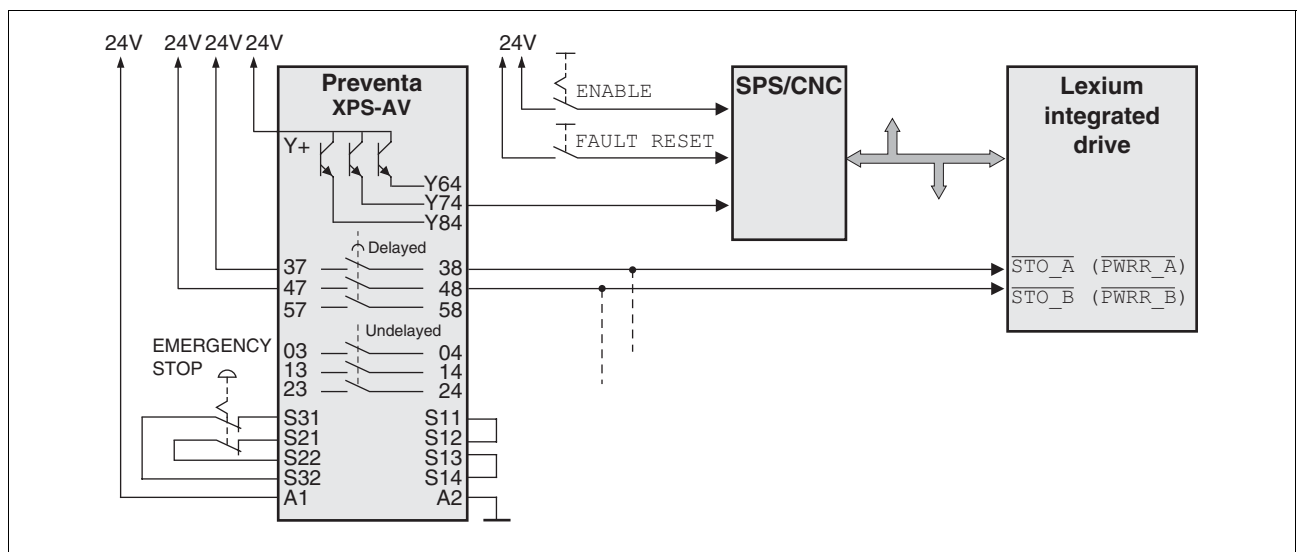 24V 24V 24V 24V
24V
Preventa
XPS-AV
Y+
Y64
Y74
Y84
Delayed
37 38
47 48
57 58
Undelayed
03 04
13 14
23 24
EMERGENCY
STOP
S31 S11
S21 S12
S22 S13
S32 S14
A1 A2
ENABLE
FAULT RESET
SPS/CNC
Lexium
integrated
drive
STO_A (PWRR_A)
STO_B (PWRR_B)